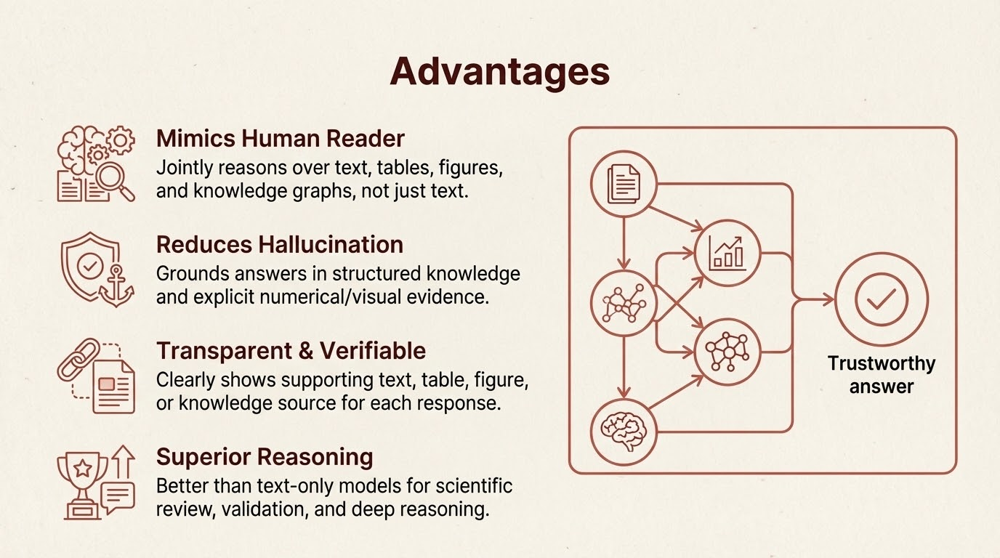 Advantages
Mimics Human Reader
Jointly reasons over text, tables, figures,
and knowledge graphs, not just text.
Reduces Hallucination
Grounds answers in structured knowledge
and explicit numerical/visual evidence.
Transparent & Verifiable
Clearly shows supporting text, table, figure,
or knowledge source for each response.
Superior Reasoning
Better than text-only models for scientific
review, validation, and deep reasoning.
Trustworthy
answer